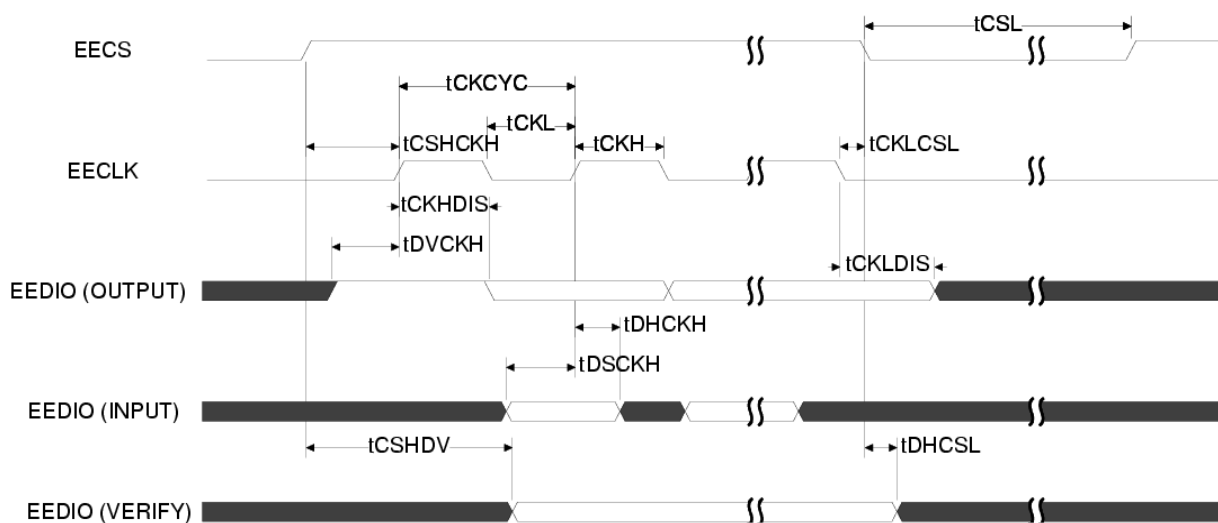 tCSL
EECS
tCKCYC
tCKL
tCSHCKH
tCKH
tCKLCSL
EECLK
tCKHDIS
tDVCKH
tCKLDIS
EEDIO (OUTPUT)
tDHCKH
tDSCKH
EEDIO (INPUT)
tCSHDV
tDHCSL
EEDIO (VERIFY)